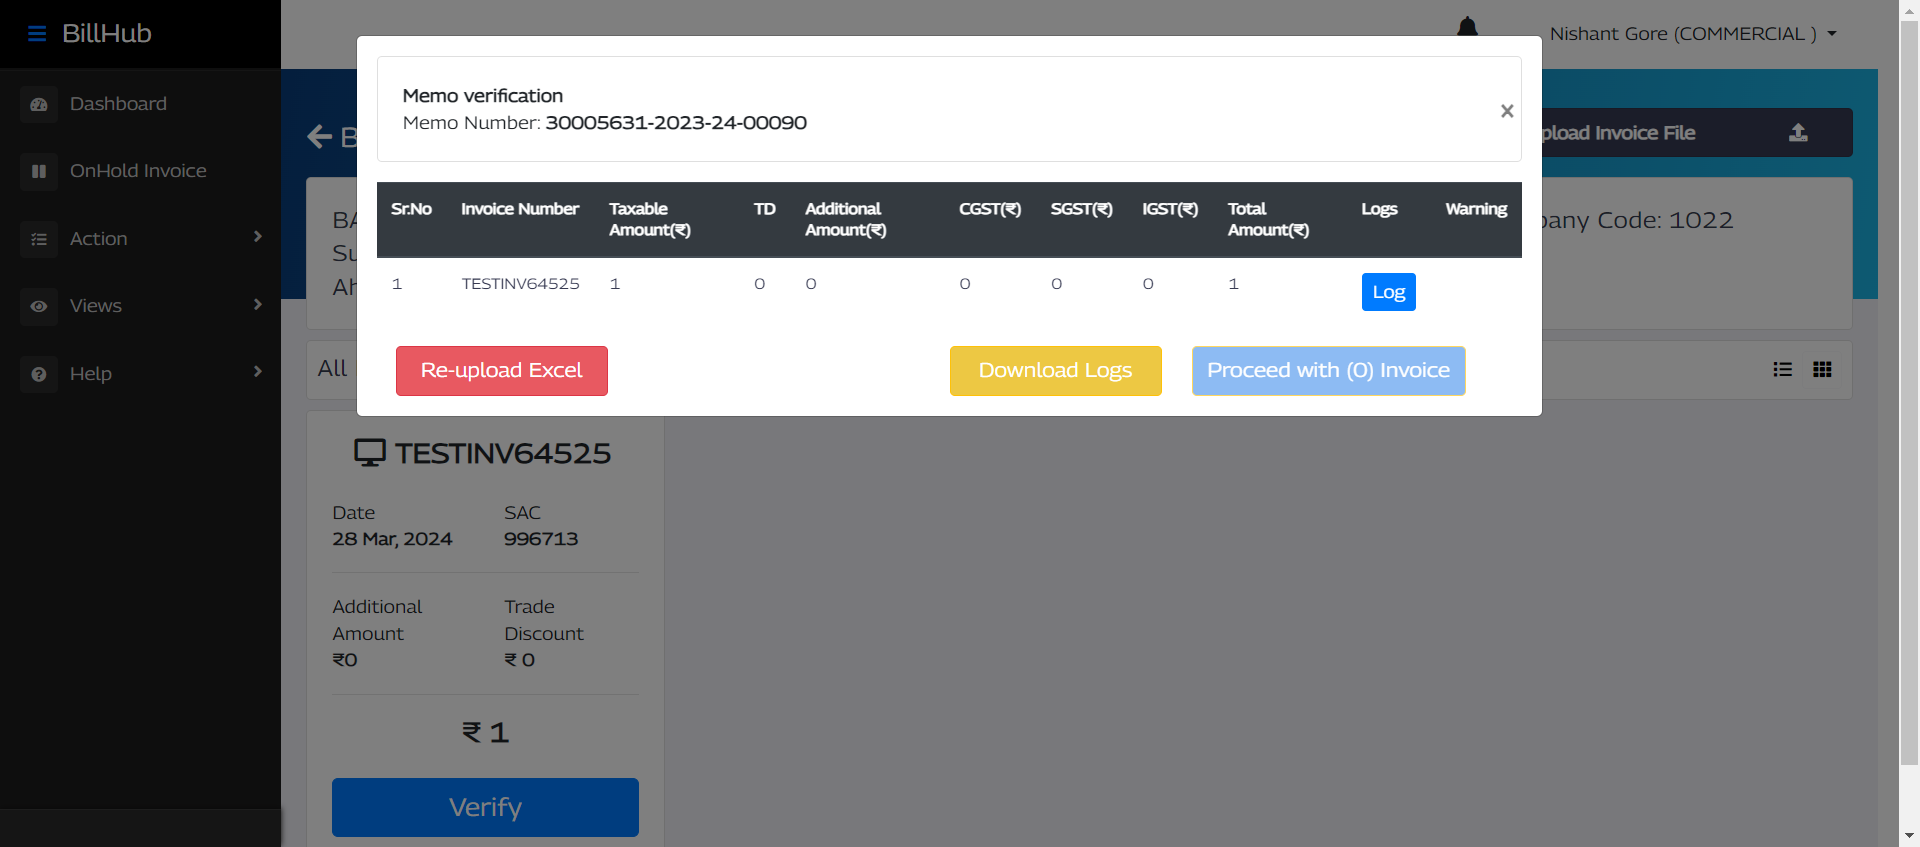 BillHub
Nishant Gore (COMMERCIAL )
Dashboard
OnHold Invoice
Action
Views
Help
Memo verification
Memo Number: 30005631-2023-24-00090
×
pload Invoice File
pany Code: 1022
Sr.No Invoice Number Taxable Amount(₹) TD Additional Amount(₹) CGST(₹) SGST(₹) IGST(₹) Total Amount(₹) Logs Warning
1 TESTINV64525 1 0 0 0 0 0 1 Log
Re-upload Excel Download Logs Proceed with (0) Invoice
B
BA
Su
Ah
All
TESTINV64525
Date SAC
28 Mar, 2024 996713
Additional Trade
Amount Discount
₹0 ₹ 0
₹ 1
Verify